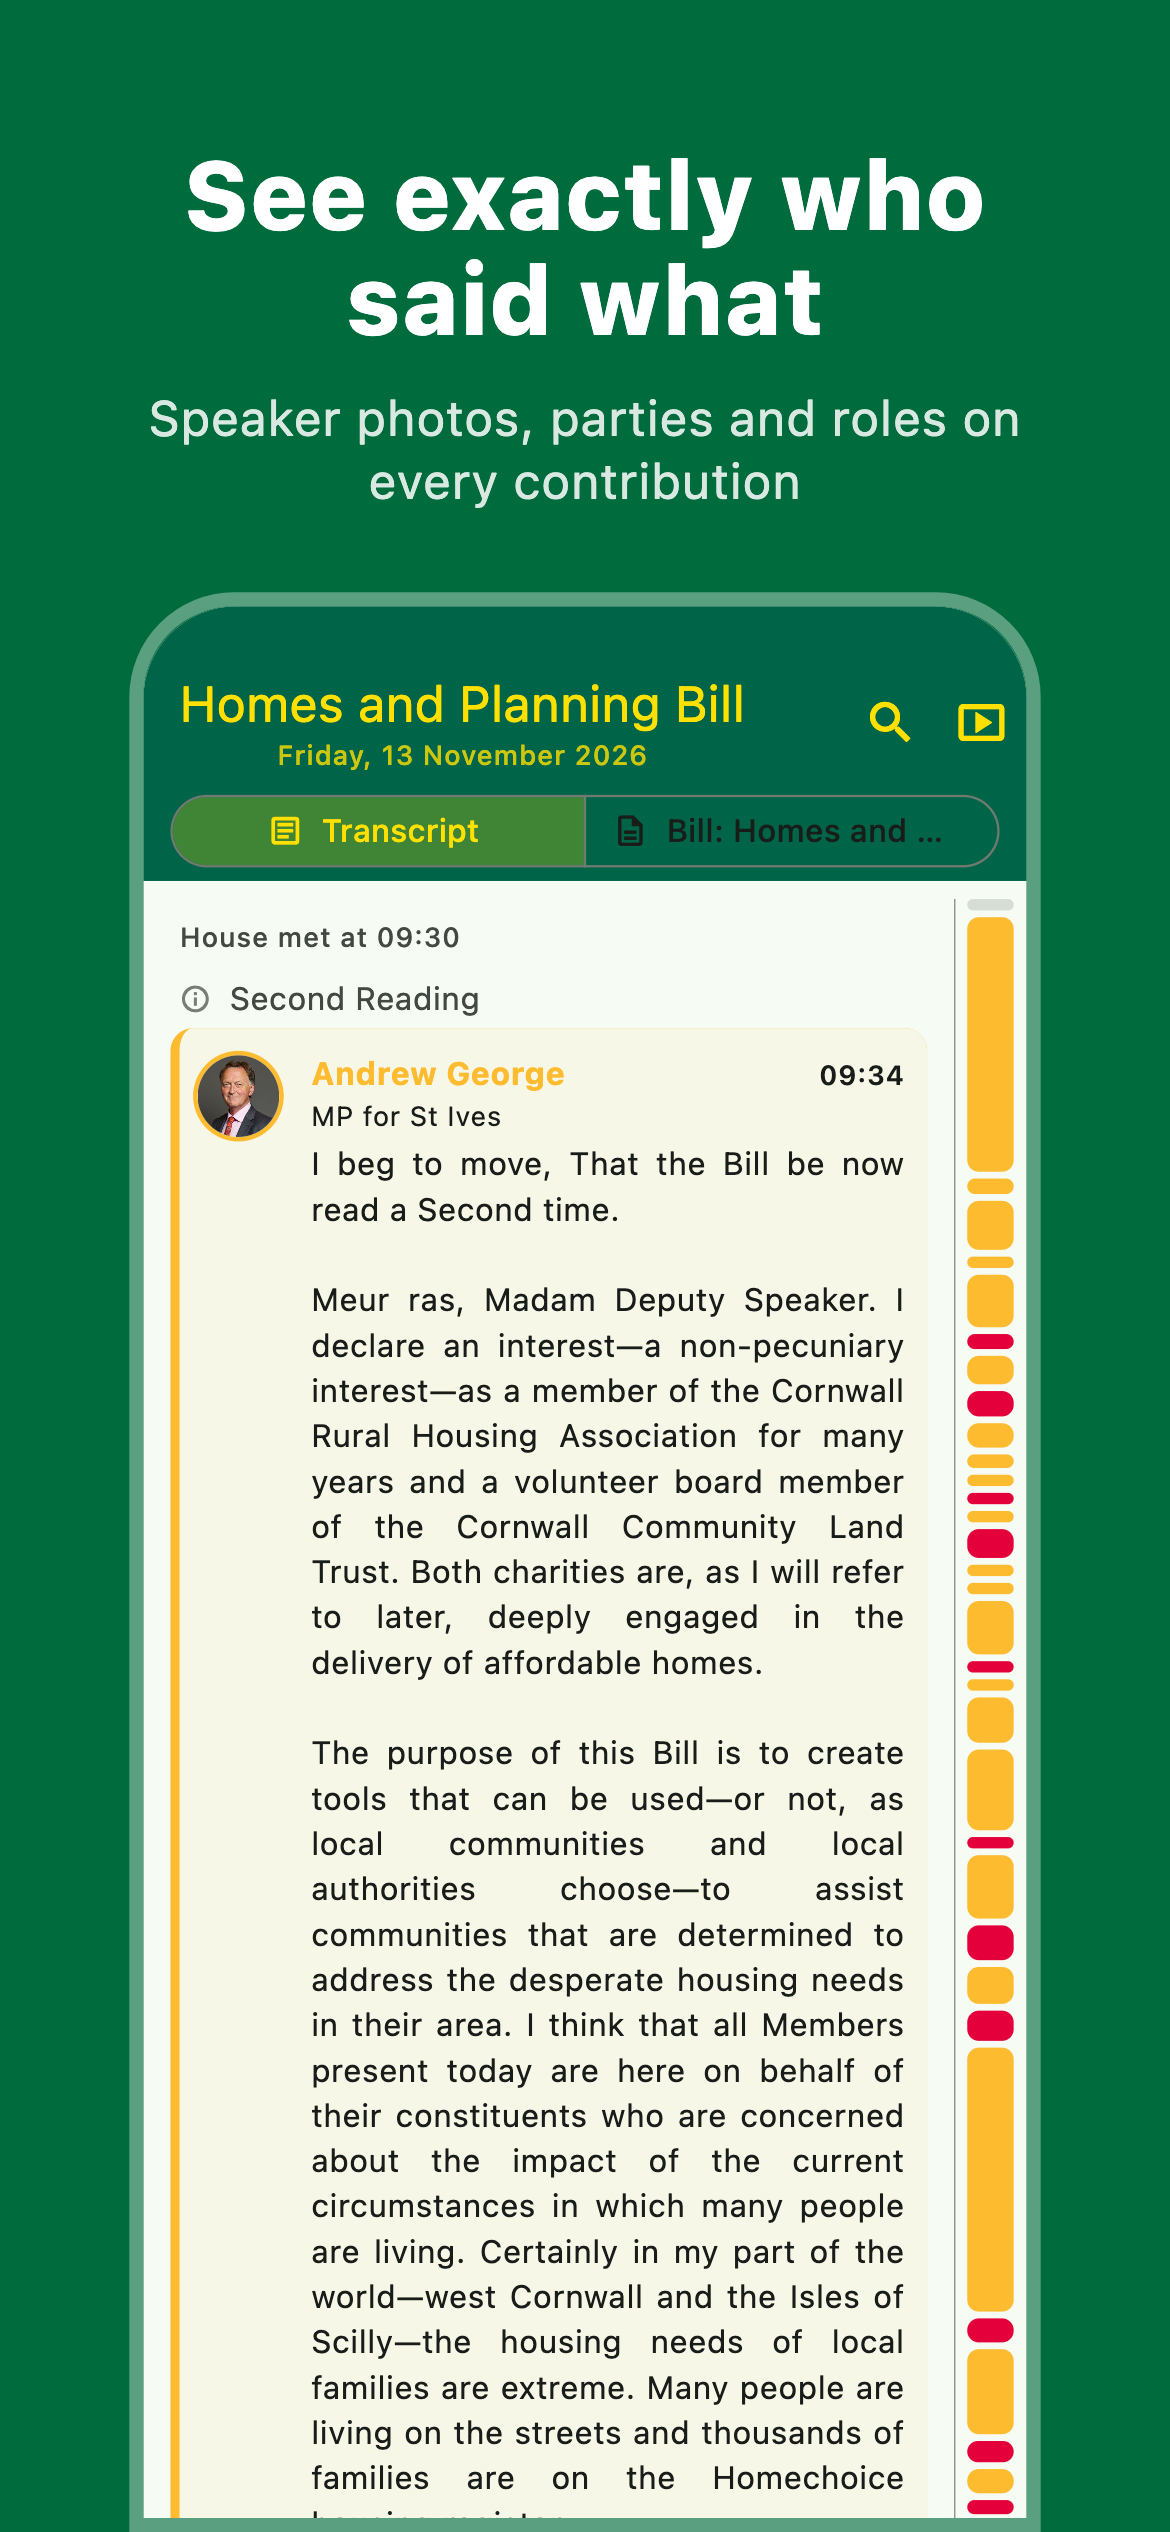 See exactly who
said what
Speaker photos, parties and roles on
every contribution
Homes and Planning Bill
Friday, 13 November 2026
Transcript
Bill: Homes and ...
House met at 09:30
Second Reading
Andrew George
09:34
MP for St Ives
I beg to move, That the Bill be now
read a Second time.
Meur ras, Madam Deputy Speaker. I
declare an interest—a non-pecuniary
interest—as a member of the Cornwall
Rural Housing Association for many
years and a volunteer board member
of the Cornwall Community Land
Trust. Both charities are, as I will refer
to later, deeply engaged in the
delivery of affordable homes.
The purpose of this Bill is to create
tools that can be used—or not, as
local communities and local
authorities choose—to assist
communities that are determined to
address the desperate housing needs
in their area. I think that all Members
present today are here on behalf of
their constituents who are concerned
about the impact of the current
circumstances in which many people
are living. Certainly in my part of the
world—west Cornwall and the Isles of
Scilly—the housing needs of local
families are extreme. Many people are
living on the streets and thousands of
families are on the Homechoice